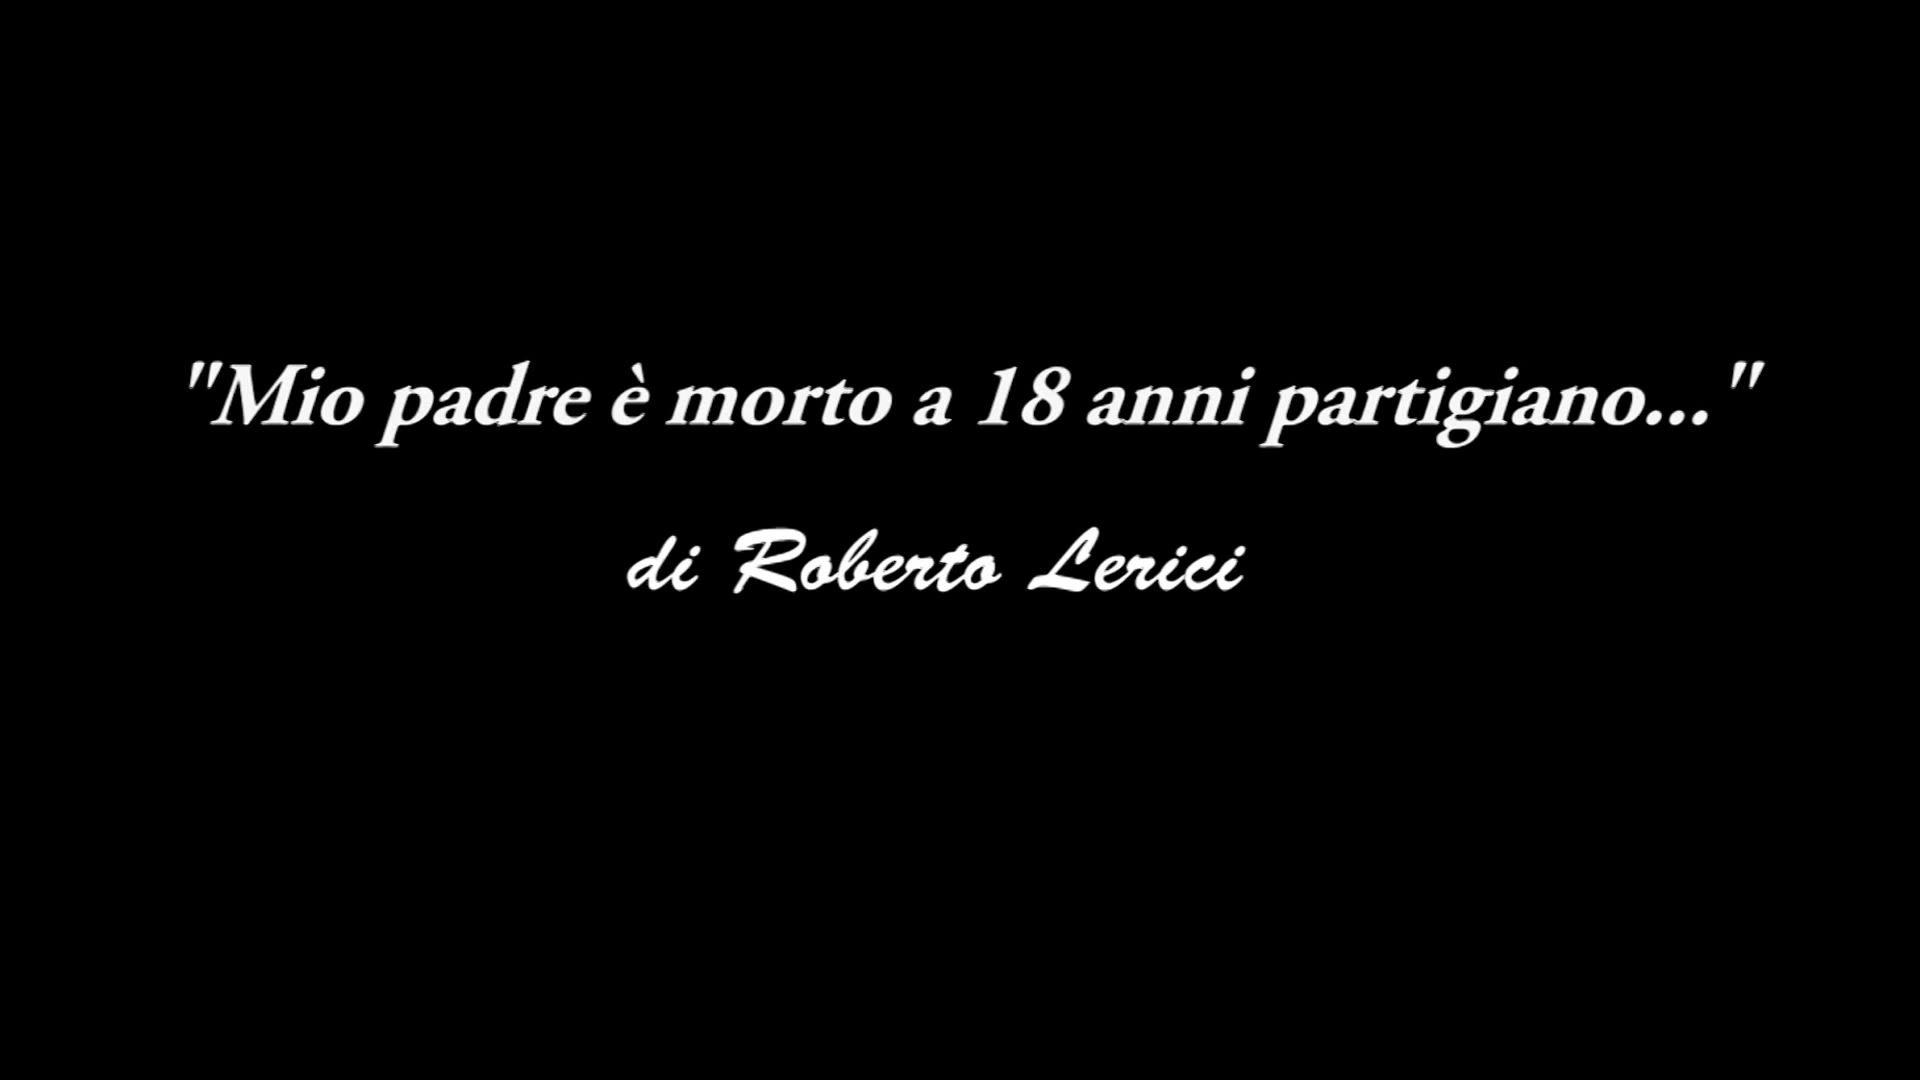 "Mio padre è morto a 18 anni partigiano..."
di Roberto Lerici